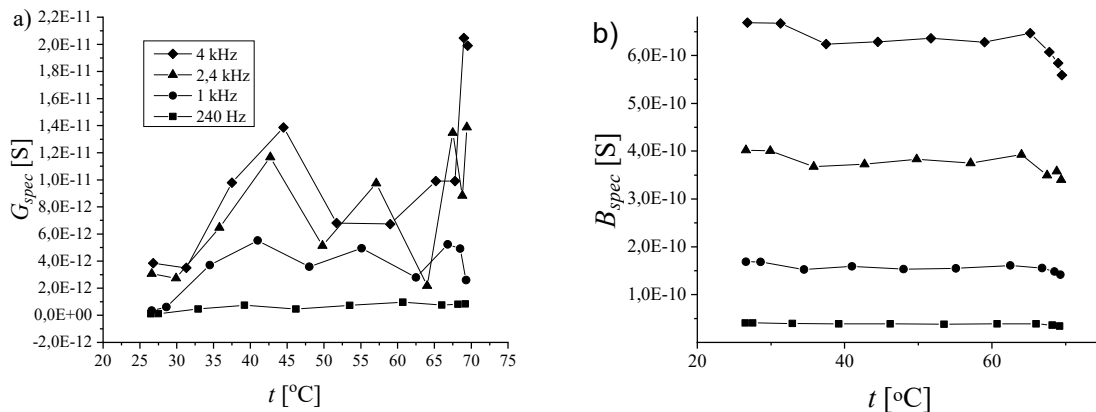 a)
2,2E-11
2,0E-11
1,8E-11
1,6E-11
1,4E-11
1,2E-11
1,0E-11
8,0E-12
6,0E-12
4,0E-12
2,0E-12
0,0E+00
-2,0E-12
G_spec [S]
4 kHz
2,4 kHz
1 kHz
240 Hz
20 25 30 35 40 45 50 55 60 65 70 75
t [°C]
b)
6,0E-10
5,0E-10
4,0E-10
3,0E-10
2,0E-10
1,0E-10
B_spec [S]
20 40 60
t [°C]